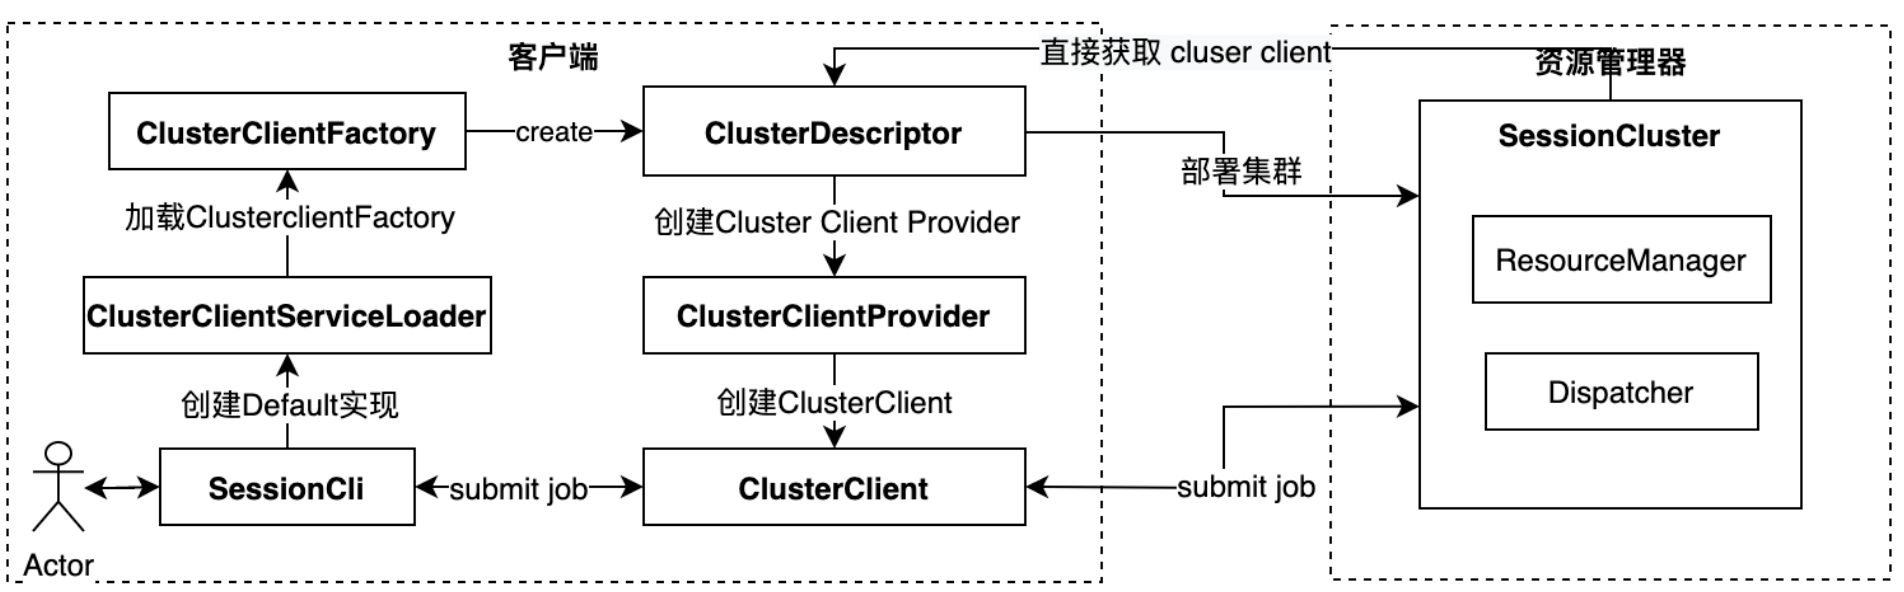 客户端
直接获取 cluser client
资源管理器
ClusterClientFactory
create
ClusterDescriptor
SessionCluster
部署集群
加载ClusterclientFactory
创建Cluster Client Provider
ResourceManager
ClusterClientServiceLoader
ClusterClientProvider
Dispatcher
创建Default实现
创建ClusterClient
SessionCli
submit job
ClusterClient
submit job
Actor